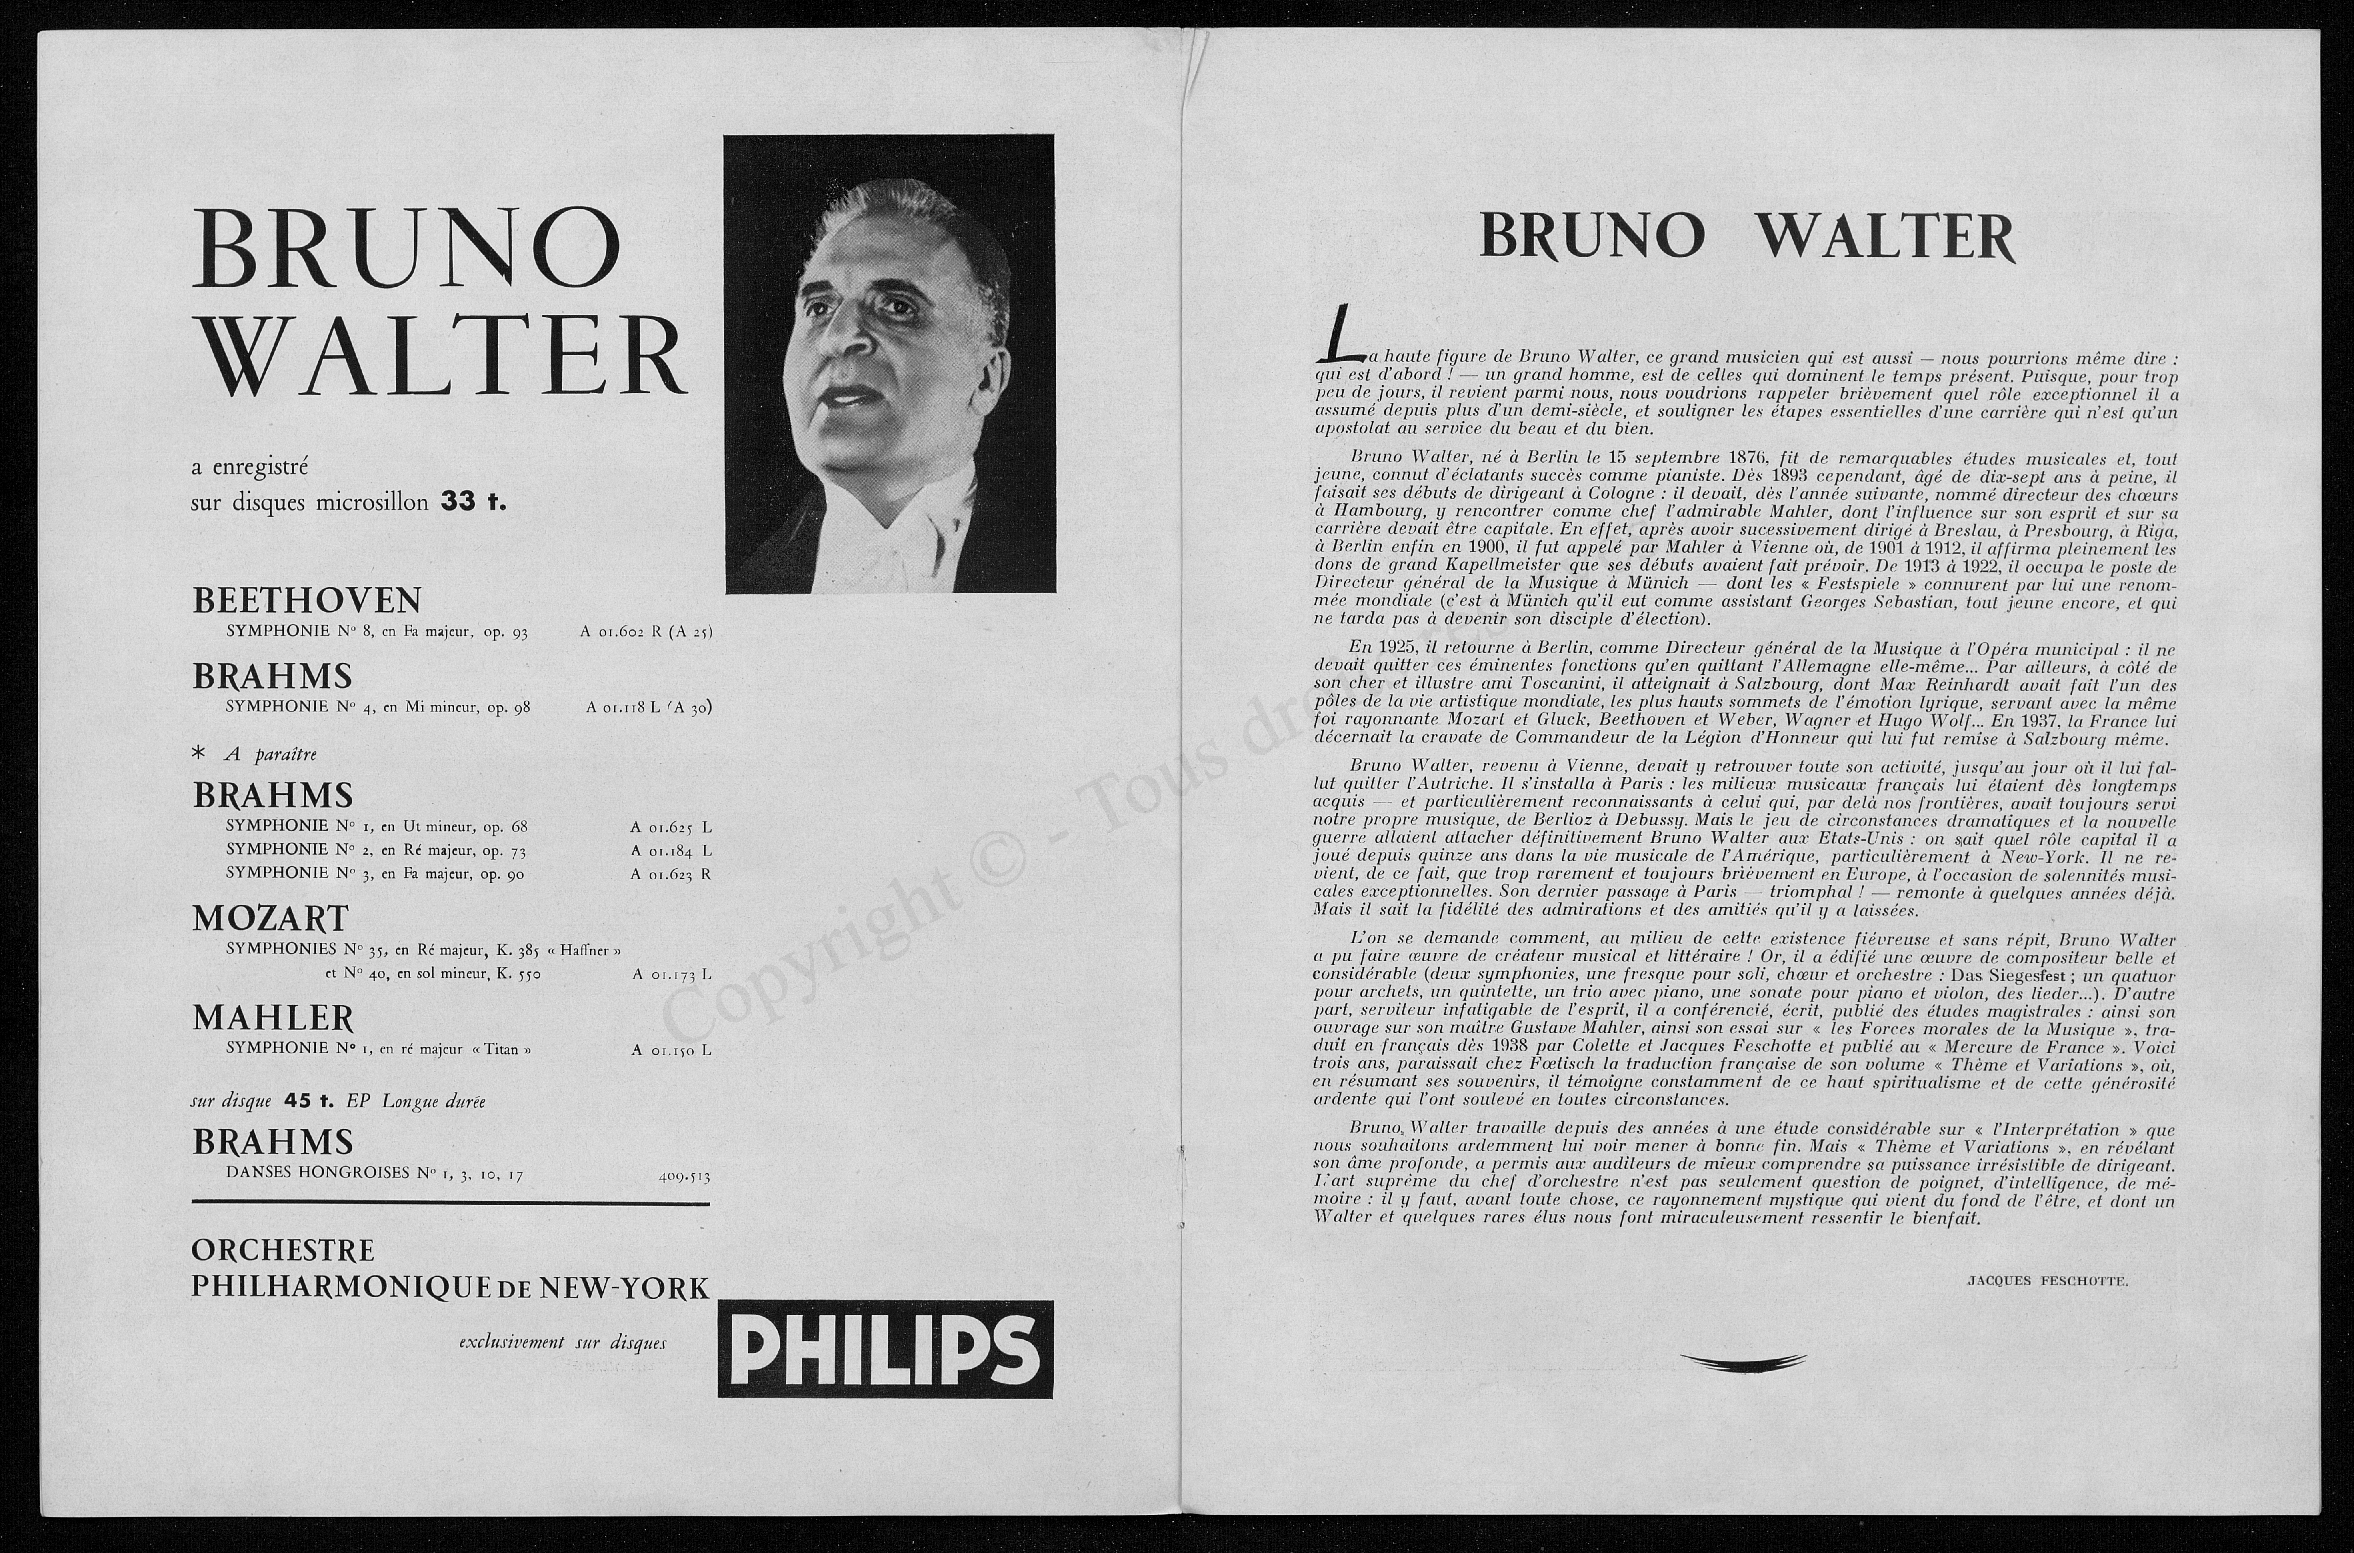 BRUNO
WALTER
a enregistré
sur disques microsillon 33 t.
BEETHOVEN
SYMPHONIE Nº 8, en Fa majeur, op. 93 A 01.602 R (A 25)
BRAHMS
SYMPHONIE Nº 4, en Mi mineur, op. 98 A 01.118 L (A 30)
* A paraître
BRAHMS
SYMPHONIE Nº 1, en Ut mineur, op. 68 A 01.625 L
SYMPHONIE Nº 2, en Ré majeur, op. 73 A 01.184 L
SYMPHONIE Nº 3, en Fa majeur, op. 90 A 01.623 R
MOZART
SYMPHONIES Nº 35, en Ré majeur, K. 385 « Haffner »
et Nº 40, en sol mineur, K. 550 A 01.173 L
MAHLER
SYMPHONIE Nº 1, en ré majeur « Titan » A 01.150 L
sur disque 45 t. EP Longue durée
BRAHMS
DANSES HONGROISES Nº 1, 3, 10, 17 409.513
ORCHESTRE
PHILHARMONIQUE DE NEW-YORK
exclusivement sur disques
PHILIPS
BRUNO WALTER
La haute figure de Bruno Walter, ce grand musicien qui est aussi — nous pourrions même dire :
qui est d'abord ! — un grand homme, est de celles qui dominent le temps présent. Puisque, pour trop
peu de jours, il revient parmi nous, nous voudrions rappeler brièvement quel rôle exceptionnel il a
assumé depuis plus d'un demi-siècle, et souligner les étapes essentielles d'une carrière qui n'est qu'un
apostolat au service du beau et du bien.
Bruno Walter, né à Berlin le 15 septembre 1876, fit de remarquables études musicales et, tout
jeune, connut d'éclatants succès comme pianiste. Dès 1893 cependant, âgé de dix-sept ans à peine, il
faisait ses débuts de dirigeant à Cologne : il devait, dès l'année suivante, nommé directeur des chœurs
à Hambourg, y rencontrer comme chef l'admirable Mahler, dont l'influence sur son esprit et sur sa
carrière devait être capitale. En effet, après avoir sucessivement dirigé à Breslau, à Presbourg, à Riga,
à Berlin enfin en 1900, il fut appelé par Mahler à Vienne où, de 1901 à 1912, il affirma pleinement les
dons de grand Kapellmeister que ses débuts avaient fait prévoir. De 1913 à 1922, il occupa le poste de
Directeur général de la Musique à Münich — dont les « Festspiele » connurent par lui une renom-
mée mondiale (c'est à Münich qu'il eut comme assistant Georges Sebastian, tout jeune encore, et qui
ne tarda pas à devenir son disciple d'élection).
En 1925, il retourne à Berlin, comme Directeur général de la Musique à l'Opéra municipal : il ne
devait quitter ces éminentes fonctions qu'en quittant l'Allemagne elle-même... Par ailleurs, à côté de
son cher et illustre ami Toscanini, il atteignait à Salzbourg, dont Max Reinhardt avait fait l'un des
pôles de la vie artistique mondiale, les plus hauts sommets de l'émotion lyrique, servant avec la même
foi rayonnante Mozart et Gluck, Beethoven et Weber, Wagner et Hugo Wolf... En 1937, la France lui
décernait la cravate de Commandeur de la Légion d'Honneur qui lui fut remise à Salzbourg même.
Bruno Walter, revenu à Vienne, devait y retrouver toute son activité, jusqu'au jour où il lui fal-
lut quitter l'Autriche. Il s'installa à Paris : les milieux musicaux français lui étaient dès longtemps
acquis — et particulièrement reconnaissants à celui qui, par delà nos frontières, avait toujours servi
notre propre musique, de Berlioz à Debussy. Mais le jeu de circonstances dramatiques et la nouvelle
guerre allaient attacher définitivement Bruno Walter aux Etats-Unis : on sait quel rôle capital il a
joué depuis quinze ans dans la vie musicale de l'Amérique, particulièrement à New-York. Il ne re-
vient, de ce fait, que trop rarement et toujours brièvement en Europe, à l'occasion de solennités musi-
cales exceptionnelles. Son dernier passage à Paris — triomphal ! — remonte à quelques années déjà.
Mais il sait la fidélité des admirations et des amitiés qu'il y a laissées.
L'on se demande comment, au milieu de cette existence fiévreuse et sans répit, Bruno Walter
a pu faire œuvre de créateur musical et littéraire ! Or, il a édifié une œuvre de compositeur belle et
considérable (deux symphonies, une fresque pour soli, chœur et orchestre : Das Siegesfest ; un quatuor
pour archets, un quintette, un trio avec piano, une sonate pour piano et violon, des lieder...). D'autre
part, serviteur infatigable de l'esprit, il a conférencié, écrit, publié des études magistrales : ainsi son
ouvrage sur son maître Gustave Mahler, ainsi son essai sur « les Forces morales de la Musique », tra-
duit en français dès 1938 par Colette et Jacques Feschotte et publié au « Mercure de France ». Voici
trois ans, paraissait chez Fœtisch la traduction française de son volume « Thème et Variations », où,
en résumant ses souvenirs, il témoigne constamment de ce haut spiritualisme et de cette générosité
ardente qui l'ont soulevé en toutes circonstances.
Bruno Walter travaille depuis des années à une étude considérable sur « l'Interprétation » que
nous souhaitons ardemment lui voir mener à bonne fin. Mais « Thème et Variations », en révélant
son âme profonde, a permis aux auditeurs de mieux comprendre sa puissance irrésistible de dirigeant.
L'art suprême du chef d'orchestre n'est pas seulement question de poignet, d'intelligence, de mé-
moire : il y faut, avant toute chose, ce rayonnement mystique qui vient du fond de l'être, et dont un
Walter et quelques rares élus nous font miraculeusement ressentir le bienfait.
JACQUES FESCHOTTE.
Copyright © - Tous dro